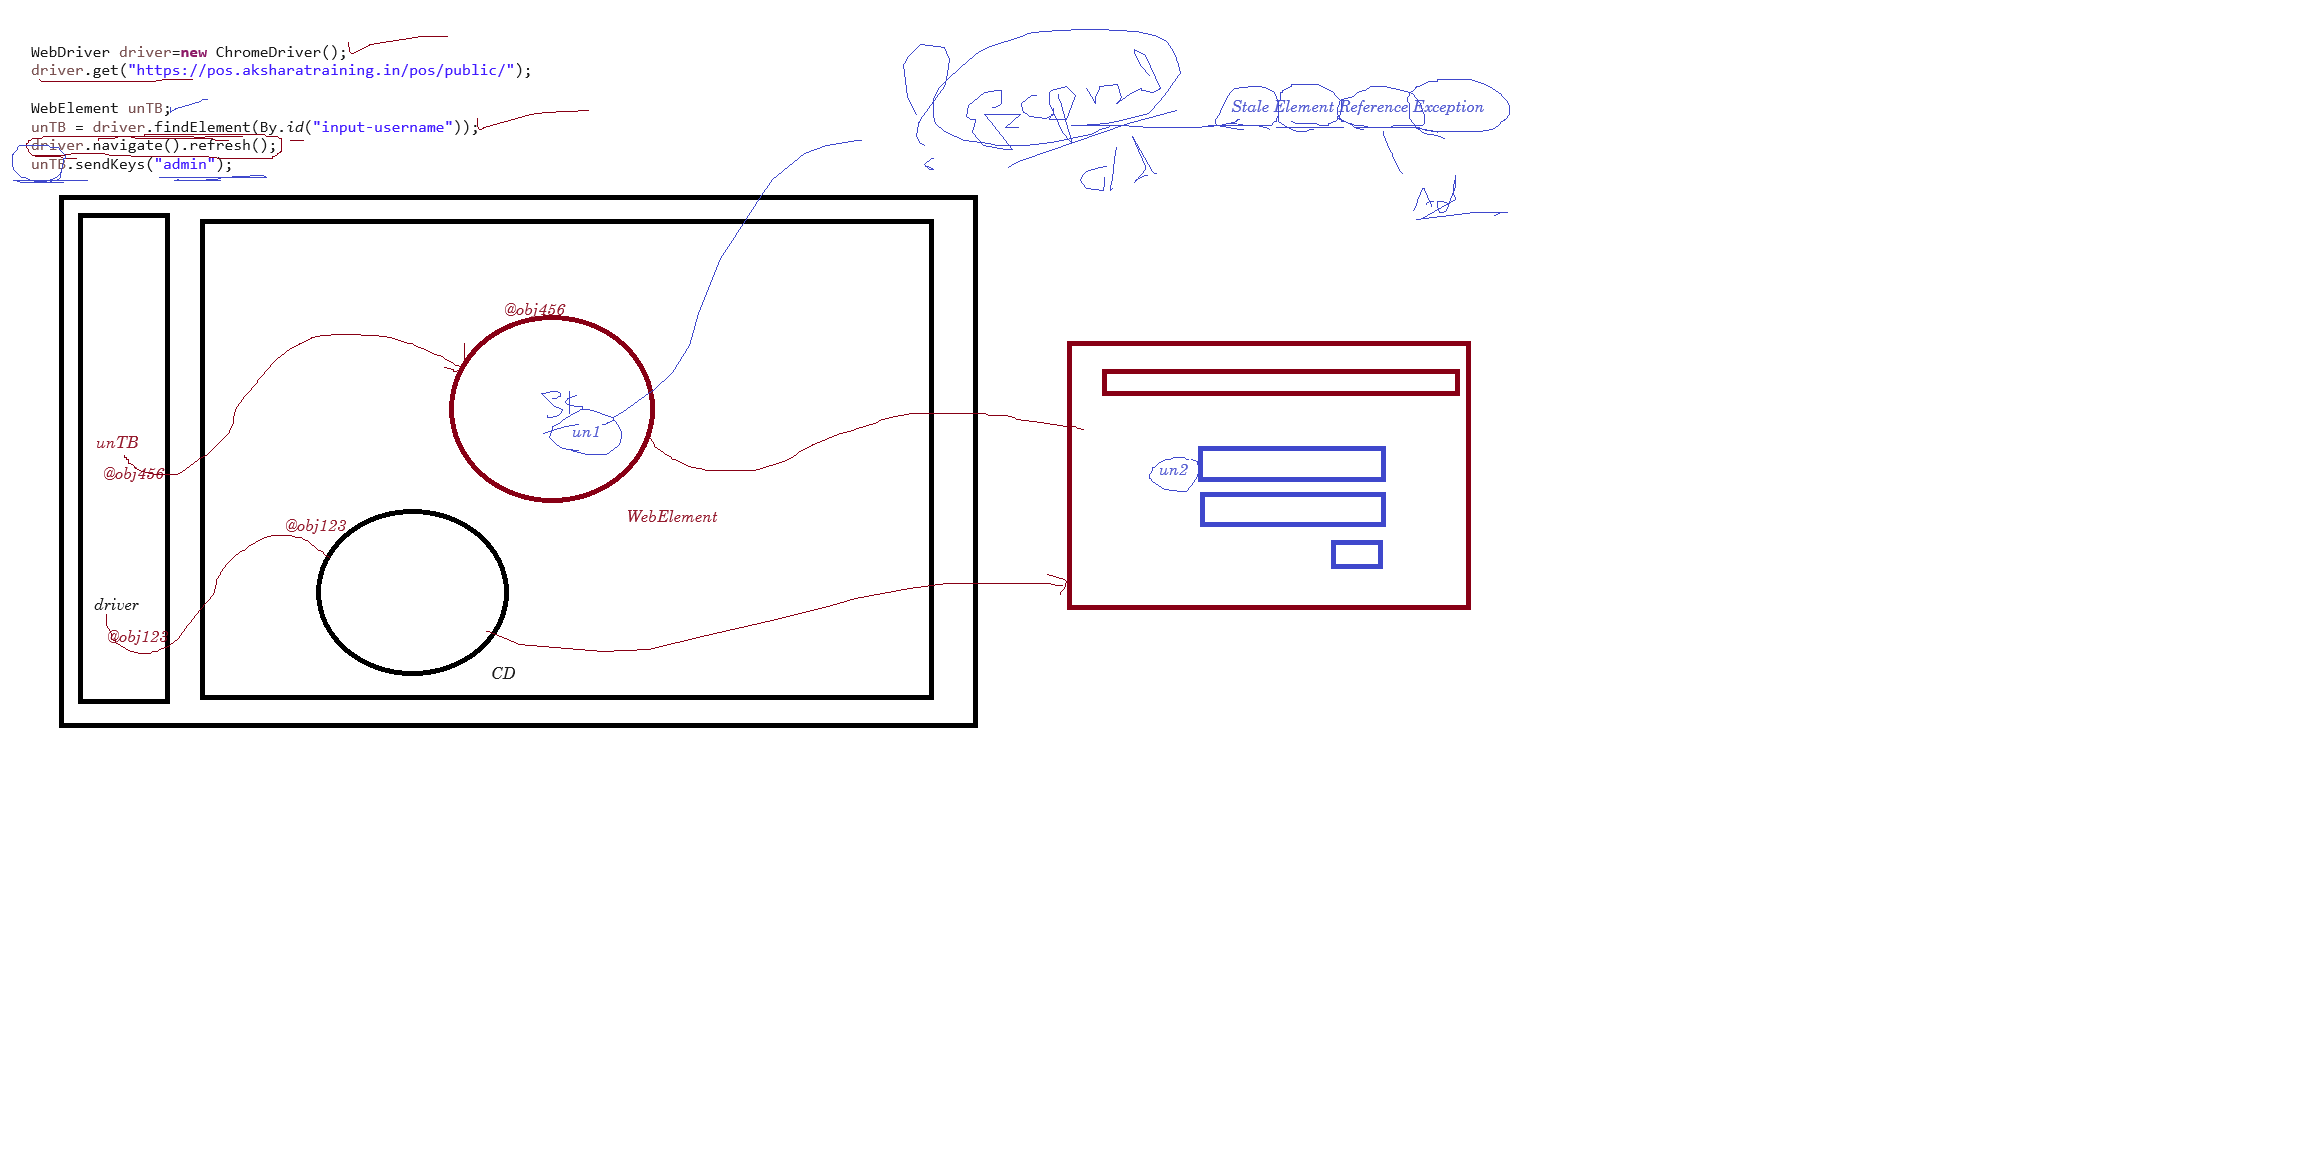 WebDriver driver=new ChromeDriver();
driver.get("https://pos.aksharatraining.in/pos/public/");
WebElement unTB;
unTB = driver.findElement(By.id("input-username"));
driver.navigate().refresh();
unTB.sendKeys("admin");
Stale Element Reference Exception
@obj456
un1
unTB
@obj456
un2
WebElement
@obj123
driver
@obj123
CD